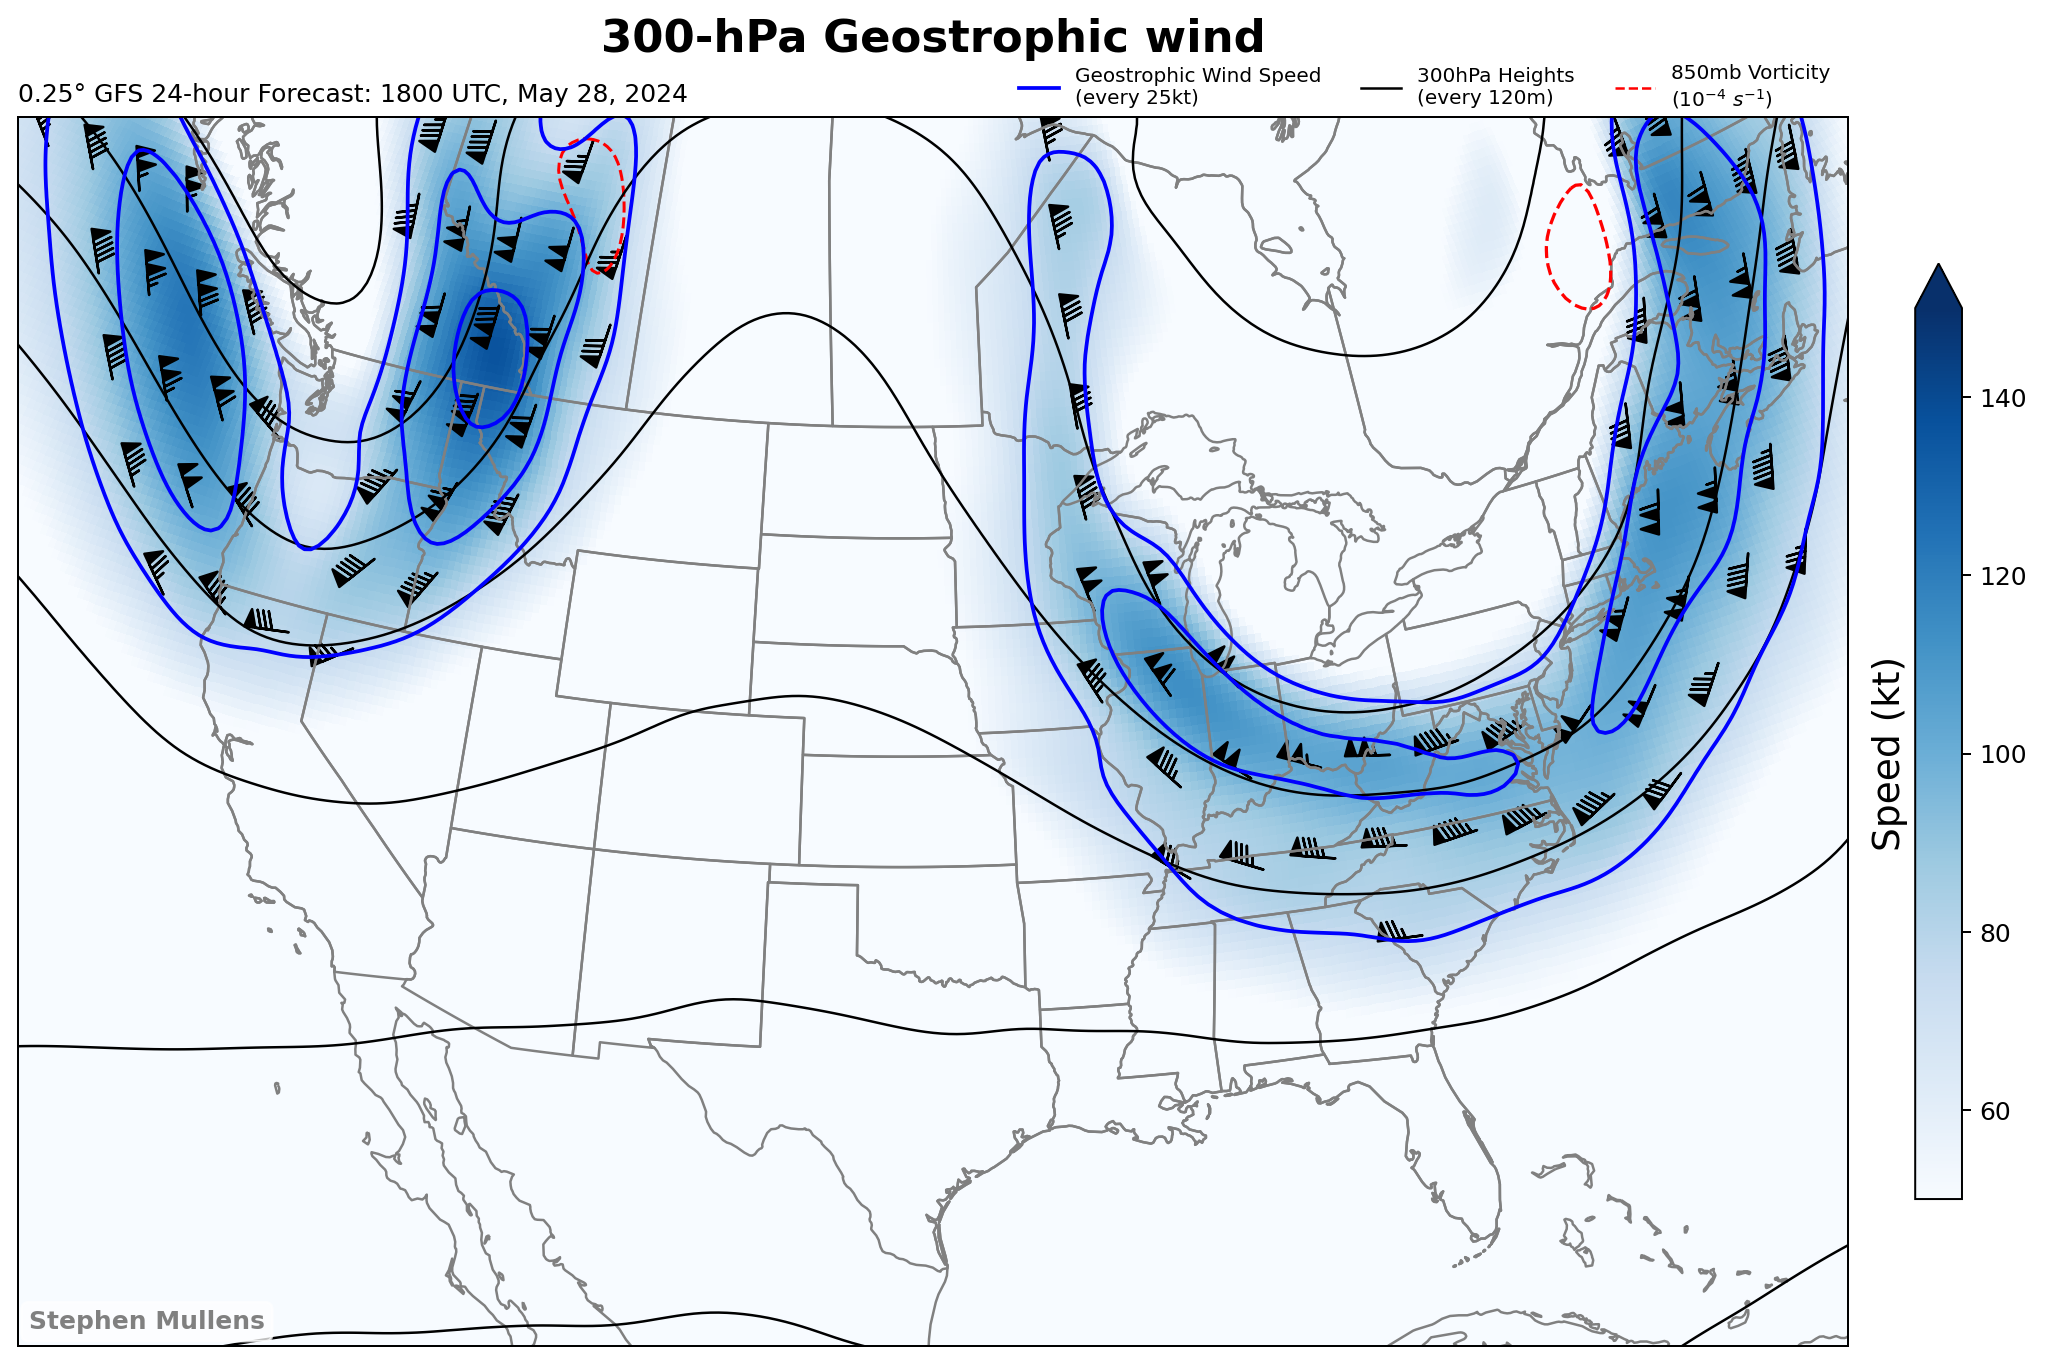 300-hPa Geostrophic wind
0.25° GFS 24-hour Forecast: 1800 UTC, May 28, 2024
Geostrophic Wind Speed
(every 25kt)
300hPa Heights
(every 120m)
850mb Vorticity
(10⁻⁴ s⁻¹)
140
120
100
80
60
Speed (kt)
Stephen Mullens